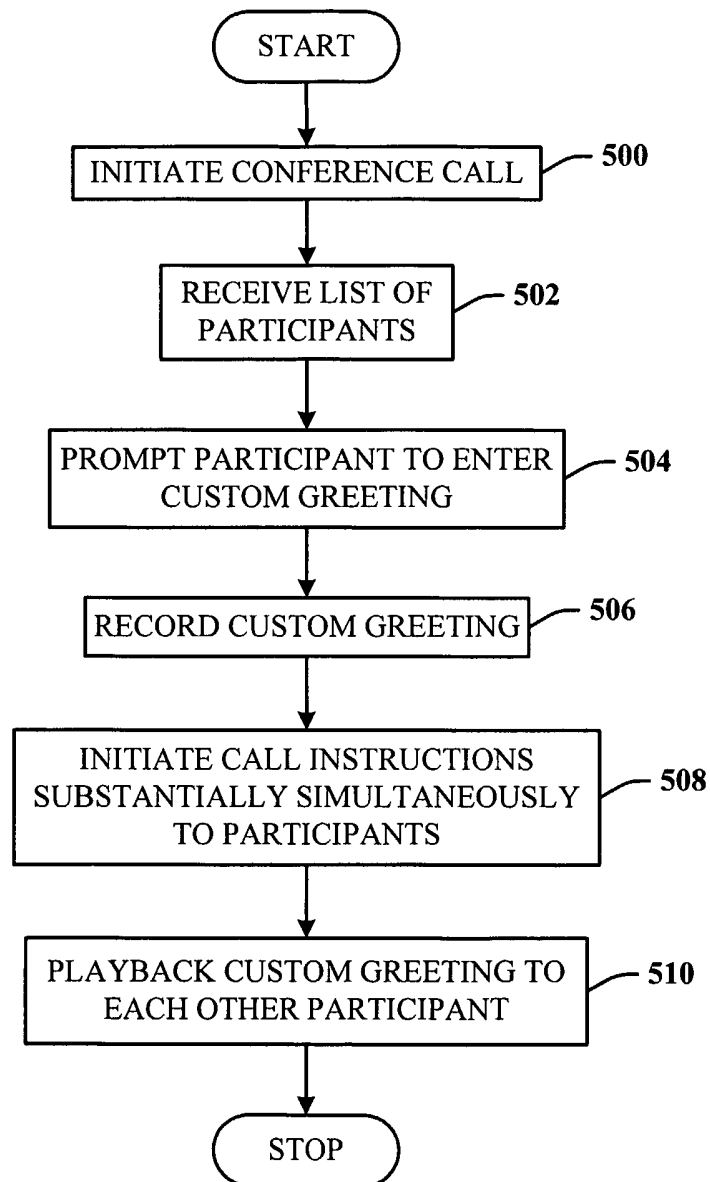 START
INITIATE CONFERENCE CALL
500
RECEIVE LIST OF
PARTICIPANTS
502
PROMPT PARTICIPANT TO ENTER
CUSTOM GREETING
504
RECORD CUSTOM GREETING
506
INITIATE CALL INSTRUCTIONS
SUBSTANTIALLY SIMULTANEOUSLY
TO PARTICIPANTS
508
PLAYBACK CUSTOM GREETING TO
EACH OTHER PARTICIPANT
510
STOP